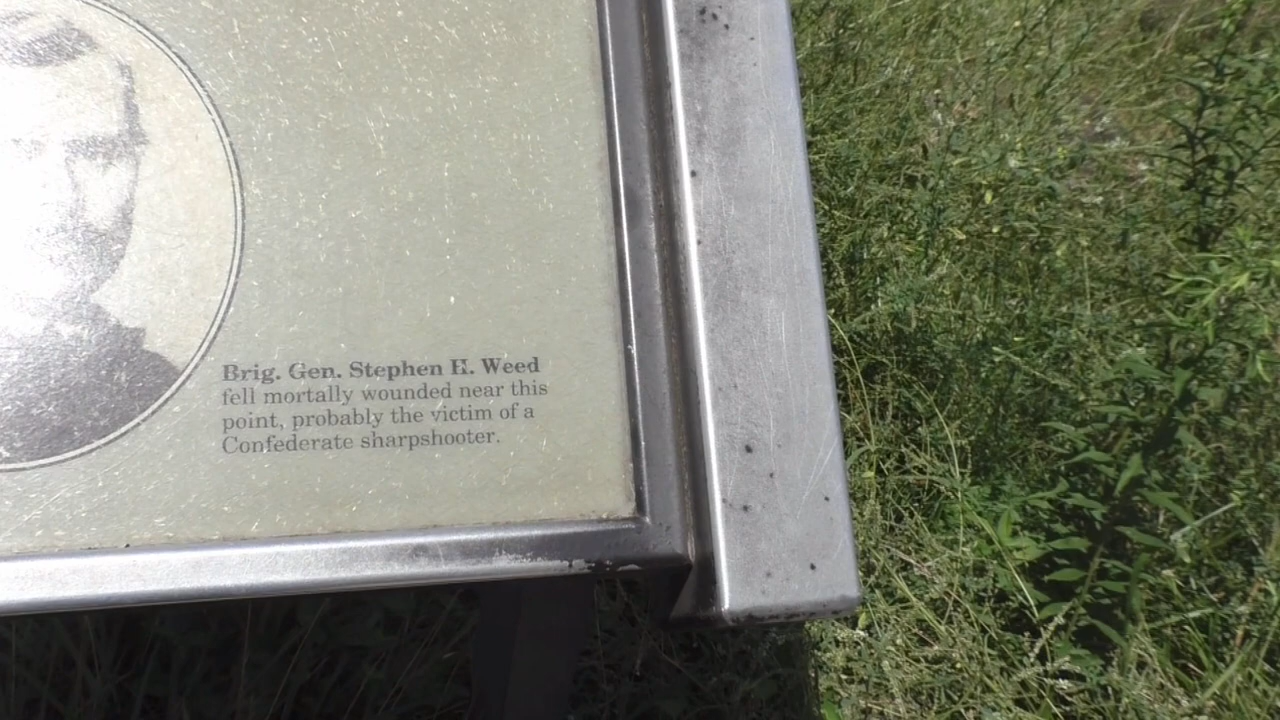 Brig. Gen. Stephen H. Weed
fell mortally wounded near this
point, probably the victim of a
Confederate sharpshooter.